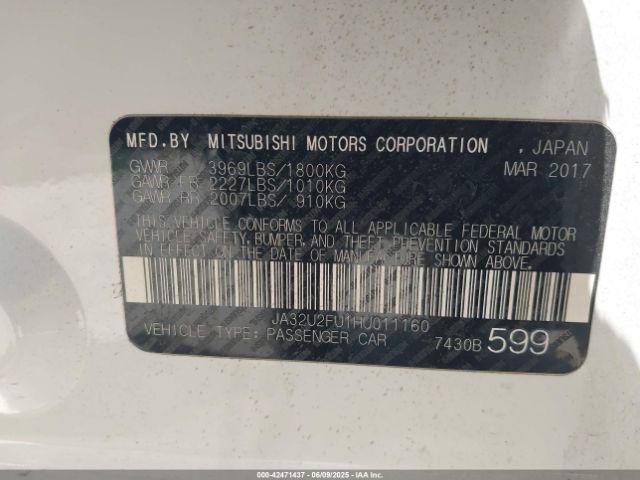 MFD.BY MITSUBISHI MOTORS CORPORATION , JAPAN
GVWR 3969LBS/1800KG MAR 2017
GAWR FR 2227LBS/1010KG
GAWR RR 2007LBS/ 910KG
THIS VEHICLE CONFORMS TO ALL APPLICABLE FEDERAL MOTOR
VEHICLE SAFETY, BUMPER, AND THEFT PREVENTION STANDARDS
IN EFFECT ON THE DATE OF MANUFACTURE SHOWN ABOVE.
JA32U2FU1HU011160
VEHICLE TYPE: PASSENGER CAR 7430B 599
000-42471437 - 06/09/2025 - IAAI